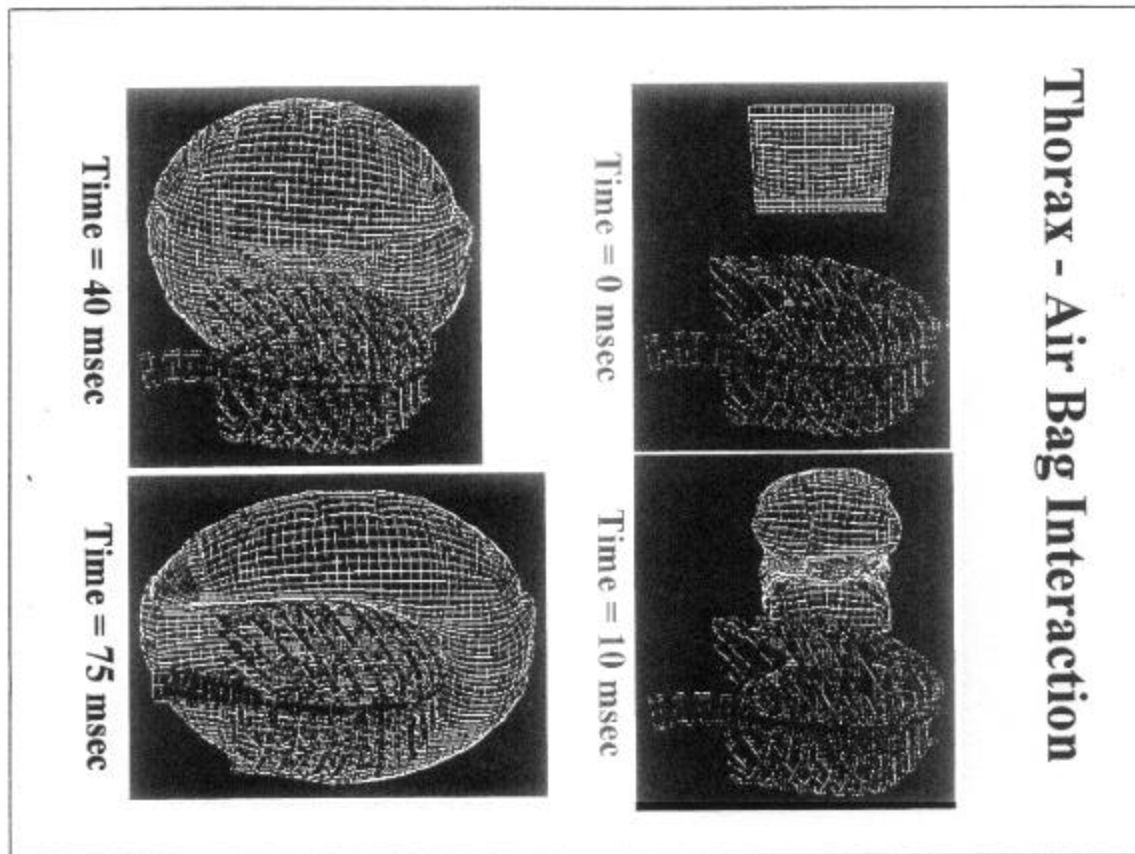 Thorax - Air Bag Interaction
Time = 0 msec
Time = 10 msec
Time = 40 msec
Time = 75 msec